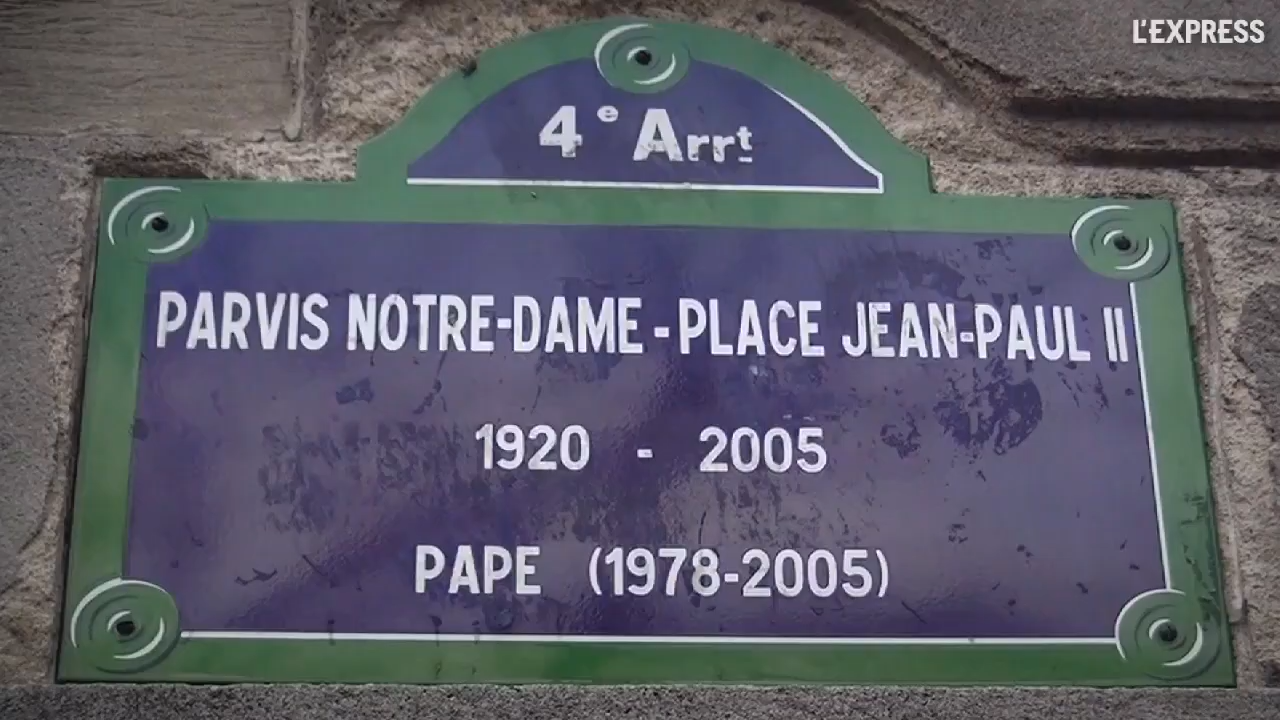 L'EXPRESS
4e Arrt
PARVIS NOTRE-DAME - PLACE JEAN-PAUL II
1920 - 2005
PAPE (1978-2005)